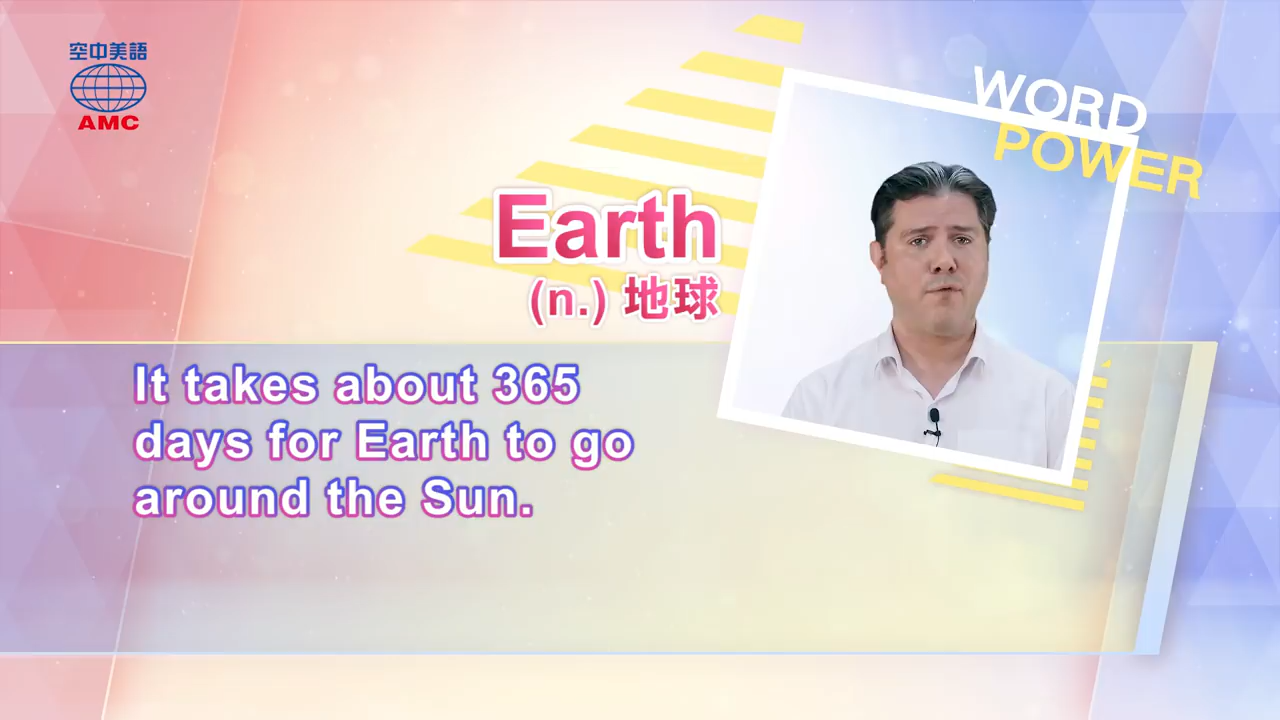 空中美語
AMC
WORD
POWER
Earth
(n.) 地球
It takes about 365
days for Earth to go
around the Sun.